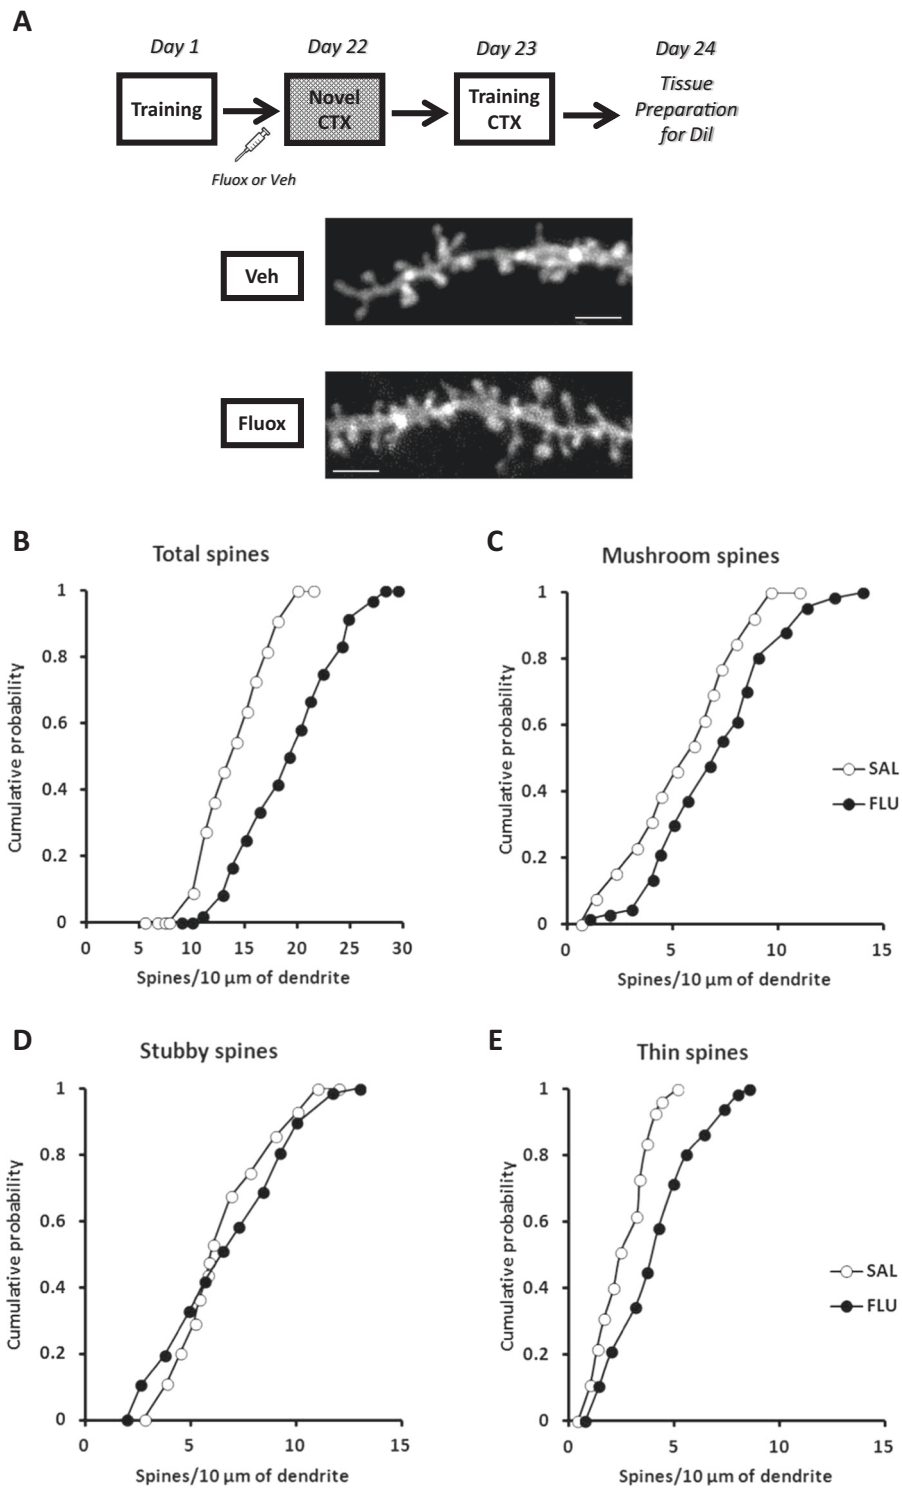 A
Day 1
Day 22
Day 23
Day 24
Training
Novel
CTX
Training
CTX
Tissue
Preparation
for DiI
Fluox or Veh
Veh
Fluox
B
Total spines
1
0.8
0.6
0.4
0.2
0
0
5
10
15
20
25
30
Cumulative probability
Spines/10 µm of dendrite
C
Mushroom spines
1
0.8
0.6
0.4
0.2
0
0
5
10
15
Cumulative probability
Spines/10 µm of dendrite
SAL
FLU
D
Stubby spines
1
0.8
0.6
0.4
0.2
0
0
5
10
15
Cumulative probability
Spines/10 µm of dendrite
E
Thin spines
1
0.8
0.6
0.4
0.2
0
0
5
10
15
Cumulative probability
Spines/10 µm of dendrite
SAL
FLU